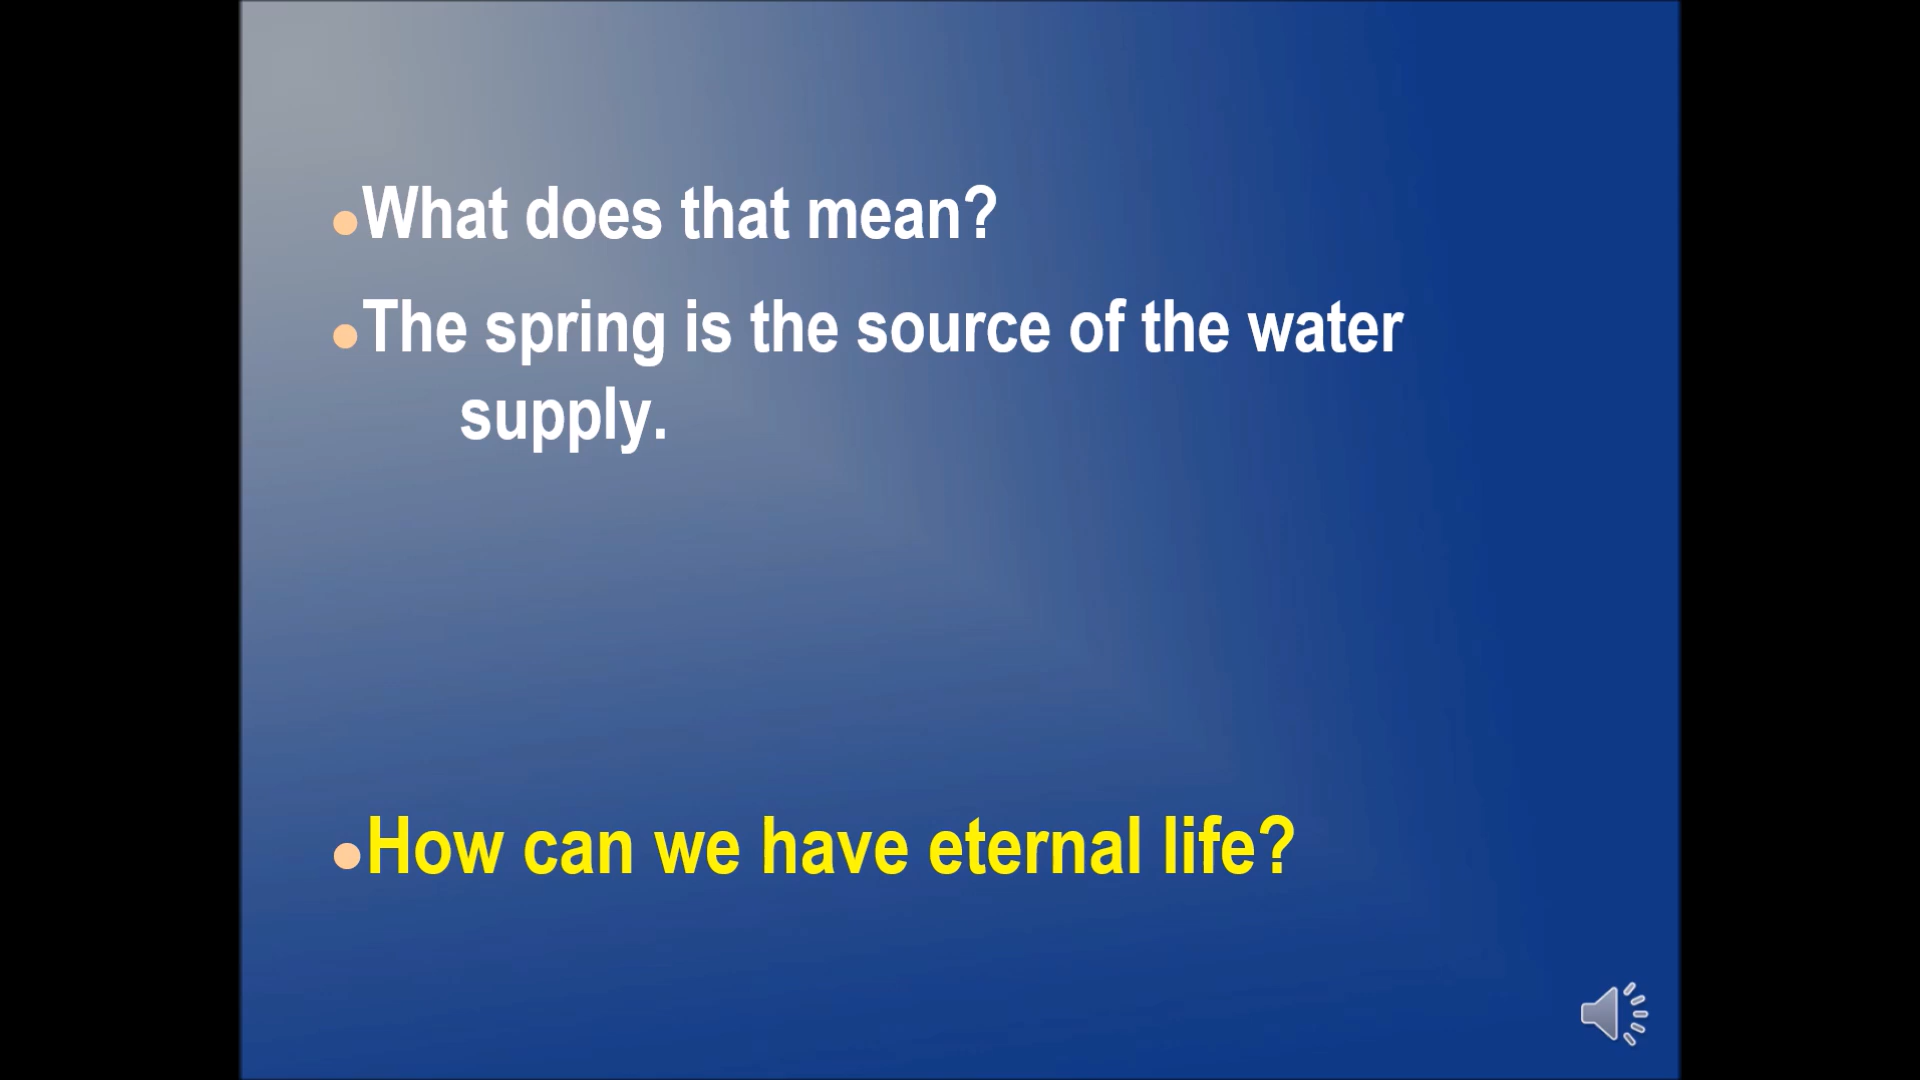 •What does that mean?
•The spring is the source of the water
supply.
•How can we have eternal life?